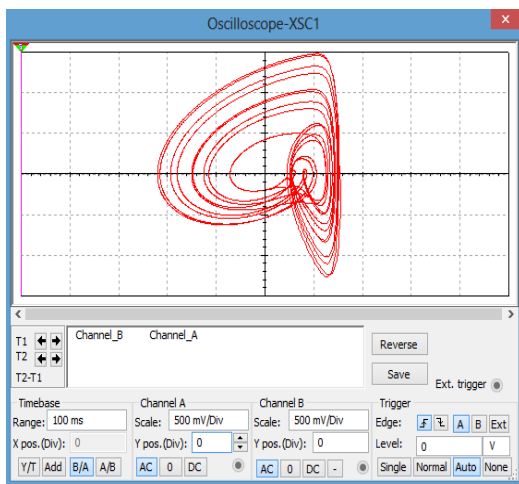 Oscilloscope-XSC1
x
T1
T2
T2-T1
Channel_B Channel_A
Reverse
Save
Ext. trigger
Timebase
Range: 100 ms
X pos.(Div): 0
Y/T Add B/A A/B
Channel A
Scale: 500 mV/Div
Y pos.(Div): 0
AC 0 DC
Channel B
Scale: 500 mV/Div
Y pos.(Div): 0
AC 0 DC -
Trigger
Edge: A B Ext
Level: 0 V
Single Normal Auto None